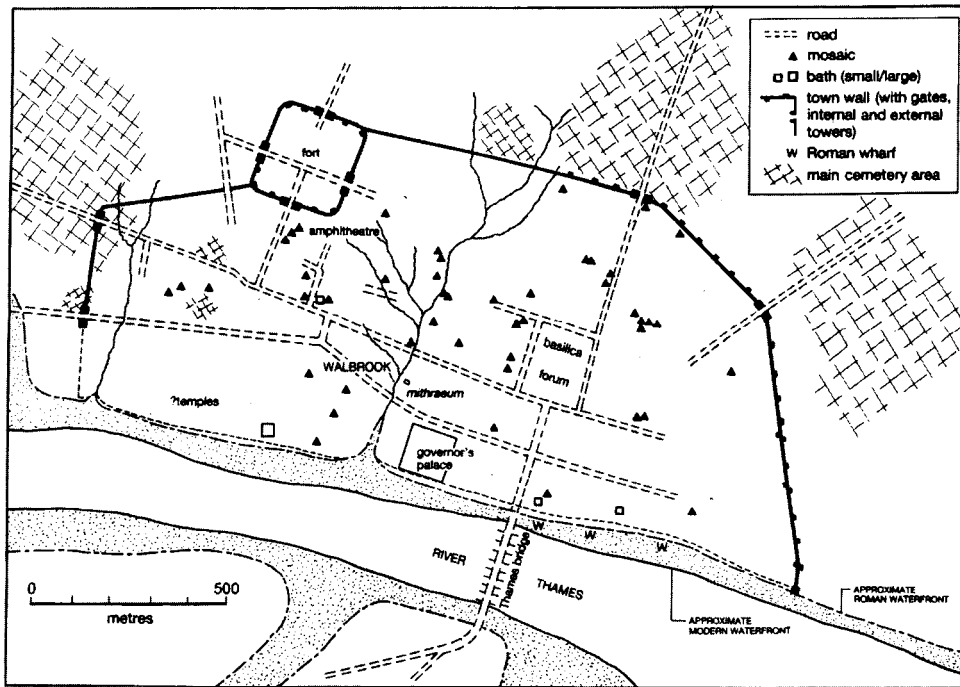 road
mosaic
bath (small/large)
town wall (with gates,
internal and external
towers)
W Roman wharf
main cemetery area
fort
amphitheatre
basilica
forum
WALBROOK
mithraeum
?temples
governor's
palace
W
W
W
RIVER
THAMES
Thames bridge
0 500
metres
APPROXIMATE
ROMAN WATERFRONT
APPROXIMATE
MODERN WATERFRONT